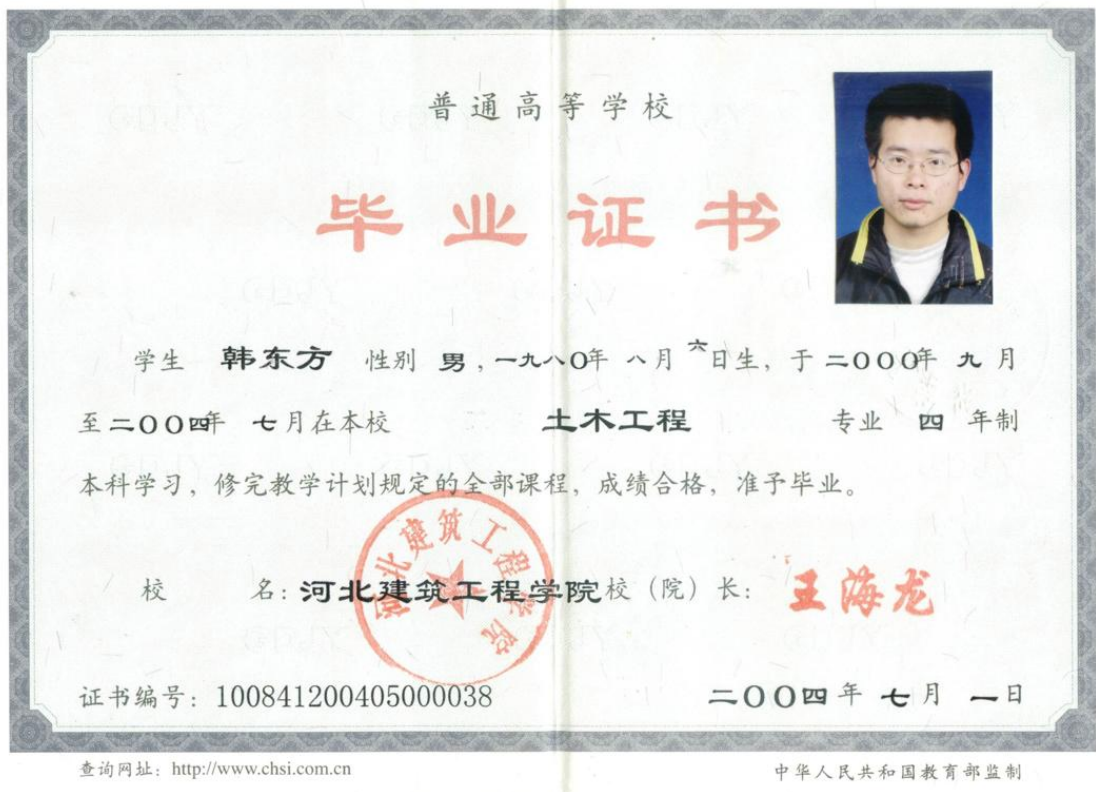 普通高等学校
毕业证书
学生 韩东方 性别 男，一九八〇年 八月 六日生，于 二〇〇〇年 九月
至二〇〇四年 七月在本校 土木工程 专业 四 年制
本科学习，修完教学计划规定的全部课程，成绩合格，准予毕业。
河北建筑工程学院
校 名：河北建筑工程学院校（院）长：王海龙
证书编号：100841200405000038 二〇〇四年 七月 一日
查询网址：http://www.chsi.com.cn 中华人民共和国教育部监制